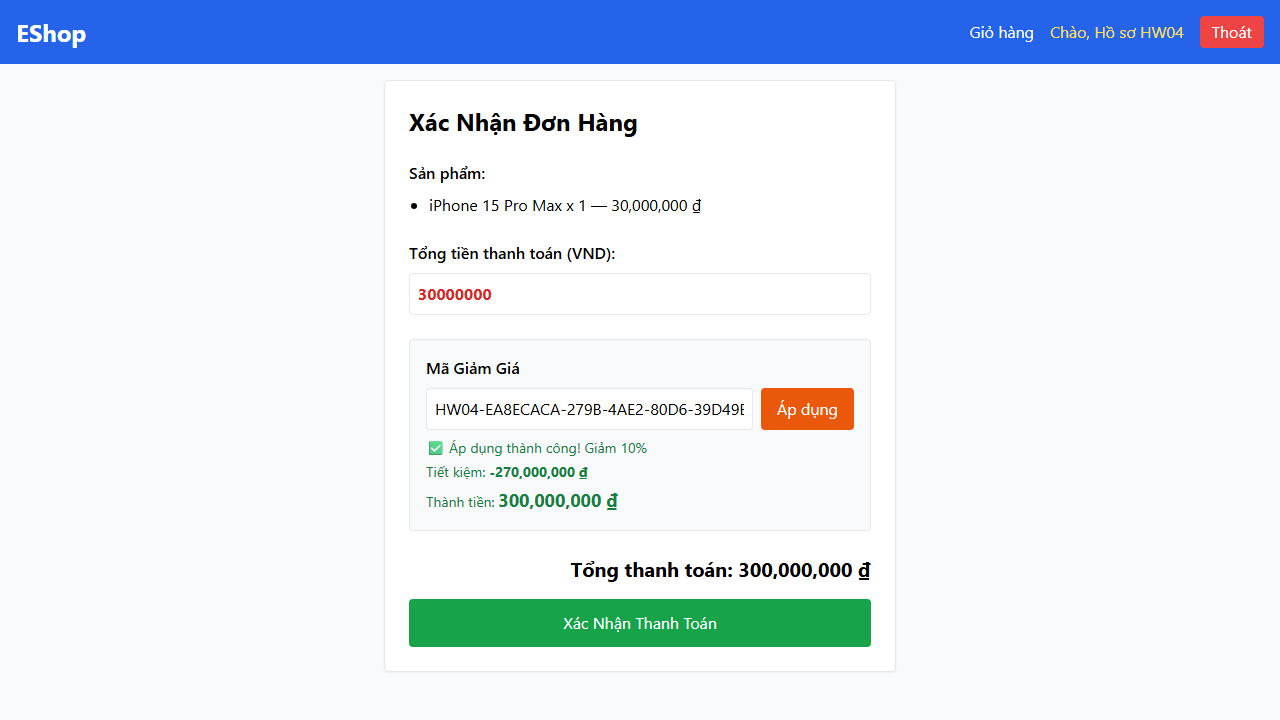 EShop
Giỏ hàng
Chào, Hồ sơ HW04
Thoát
Xác Nhận Đơn Hàng
Sản phẩm:
iPhone 15 Pro Max x 1 — 30,000,000 ₫
Tổng tiền thanh toán (VND):
30000000
Mã Giảm Giá
HW04-EA8ECACA-279B-4AE2-80D6-39D49E
Áp dụng
✅ Áp dụng thành công! Giảm 10%
Tiết kiệm: -270,000,000 ₫
Thành tiền: 300,000,000 ₫
Tổng thanh toán: 300,000,000 ₫
Xác Nhận Thanh Toán